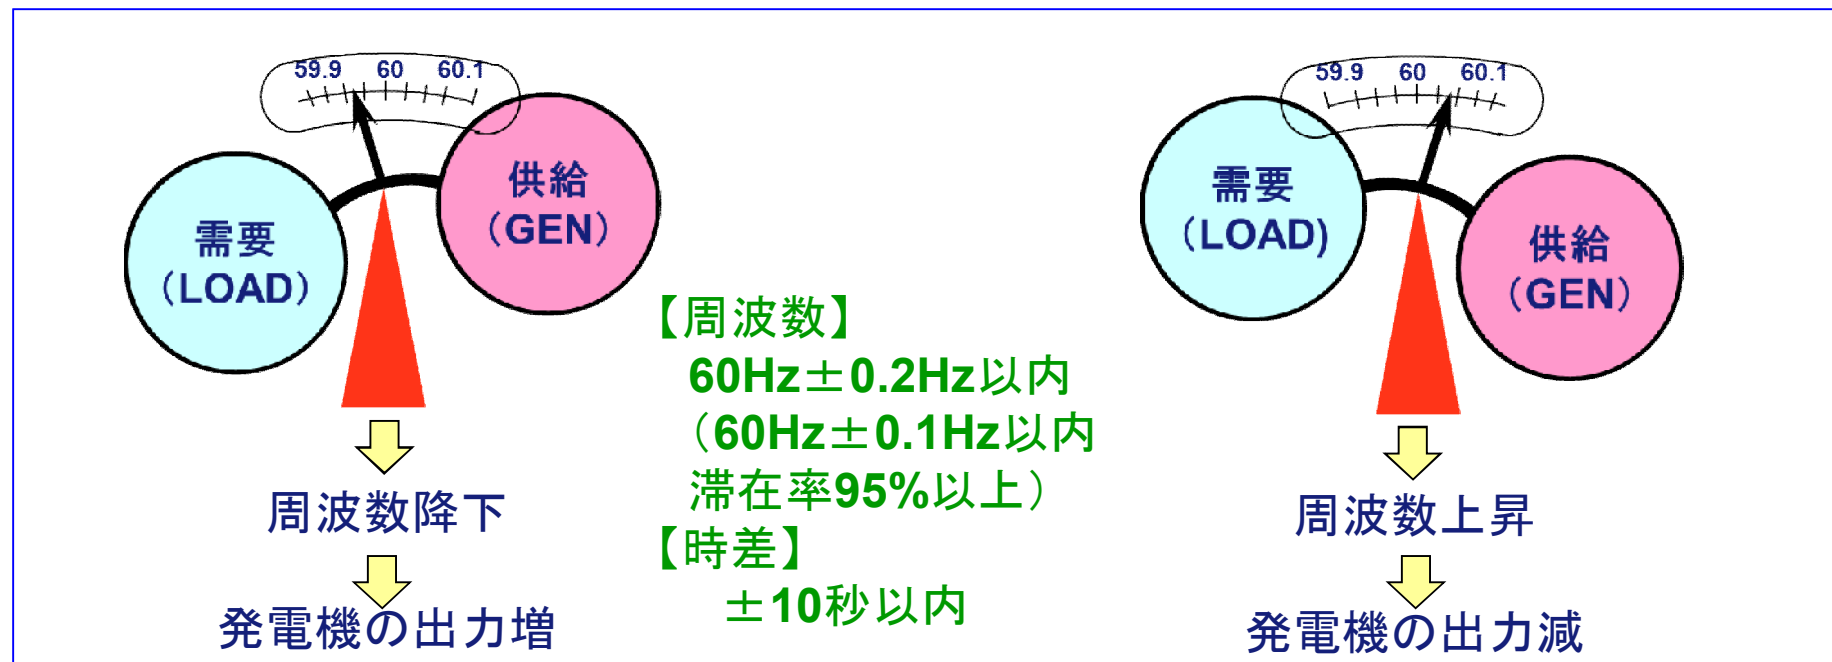 59.9 60 60.1
需要
(LOAD)
供給
(GEN)
周波数降下
発電機の出力増
【周波数】
60Hz±0.2Hz以内
(60Hz±0.1Hz以内
滞在率95%以上)
【時差】
±10秒以内
59.9 60 60.1
需要
(LOAD)
供給
(GEN)
周波数上昇
発電機の出力減